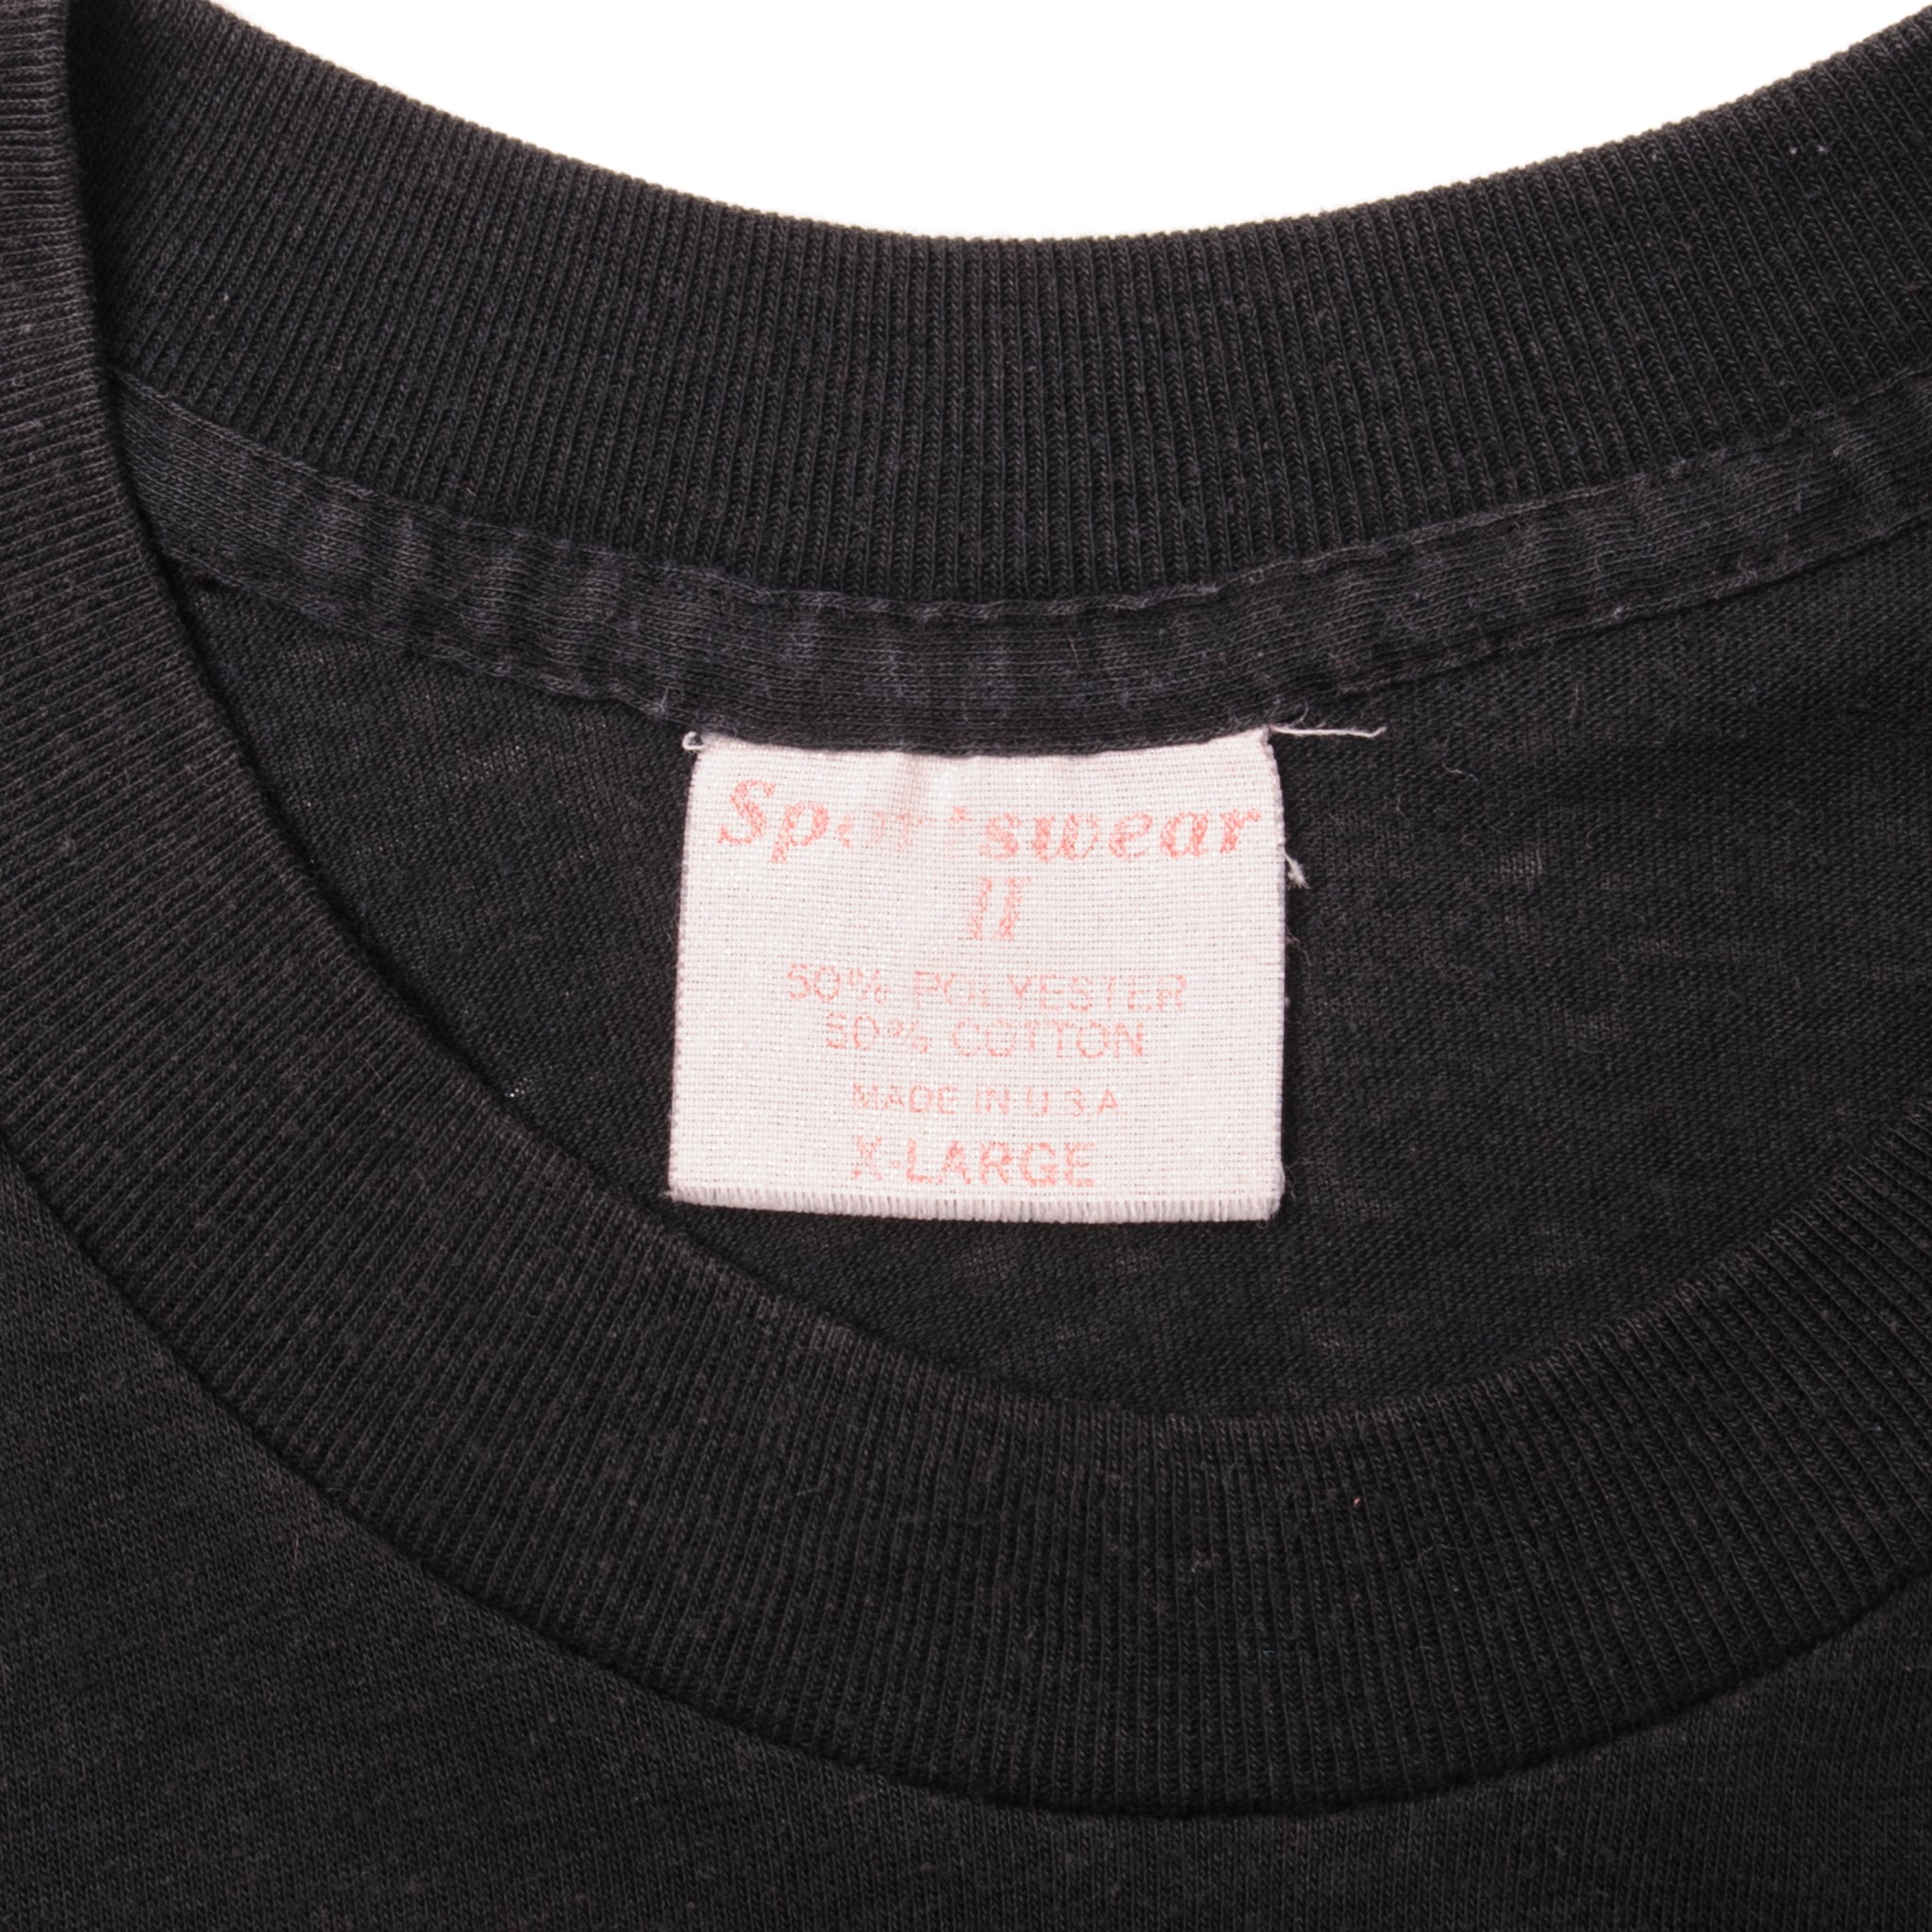 Sportswear
II
50% POLYESTER
50% COTTON
MADE IN U.S.A.
X-LARGE